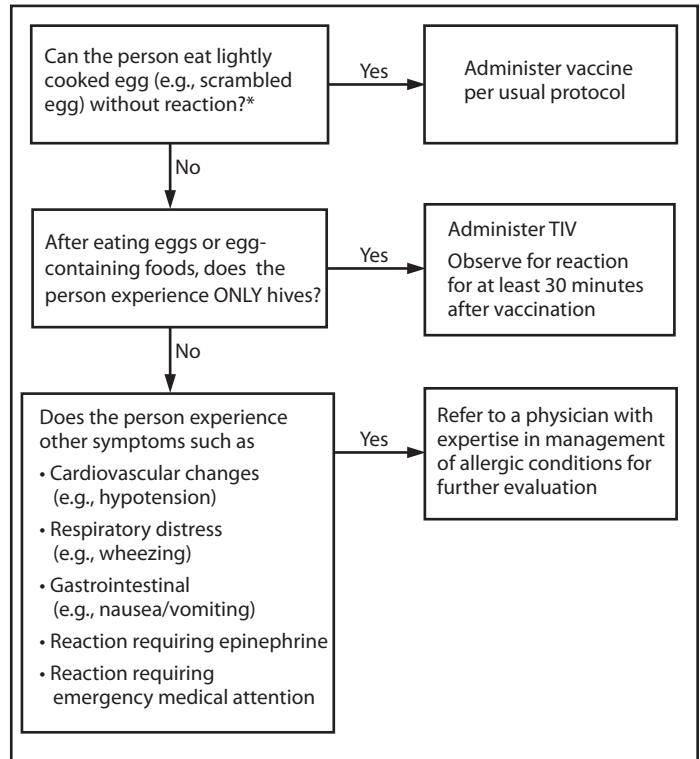 Can the person eat lightly
cooked egg (e.g., scrambled
egg) without reaction?*
Yes
Administer vaccine
per usual protocol
No
After eating eggs or egg-
containing foods, does the
person experience ONLY hives?
Yes
Administer TIV
Observe for reaction
for at least 30 minutes
after vaccination
No
Does the person experience
other symptoms such as
• Cardiovascular changes
(e.g., hypotension)
• Respiratory distress
(e.g., wheezing)
• Gastrointestinal
(e.g., nausea/vomiting)
• Reaction requiring epinephrine
• Reaction requiring
emergency medical attention
Yes
Refer to a physician with
expertise in management
of allergic conditions for
further evaluation